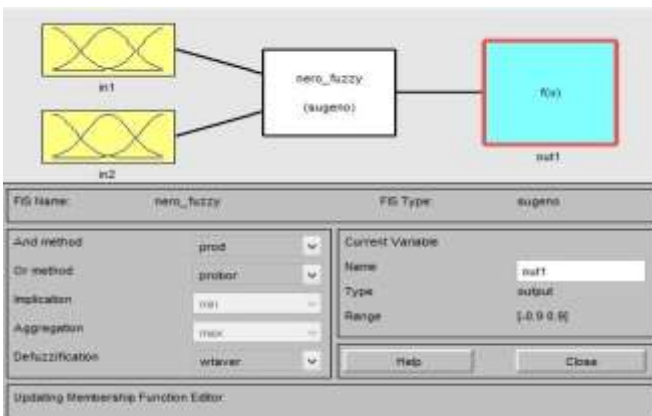 in1
in2
nero_fuzzy
(sugeno)
f(u)
out1
FIS Name: nero_fuzzy FIS Type: sugeno
And method prod
Or method probor
Implication min
Aggregation max
Defuzzification wtaver
Current Variable
Name out1
Type output
Range [-0.9 0.9]
Help Close
Updating Membership Function Editor